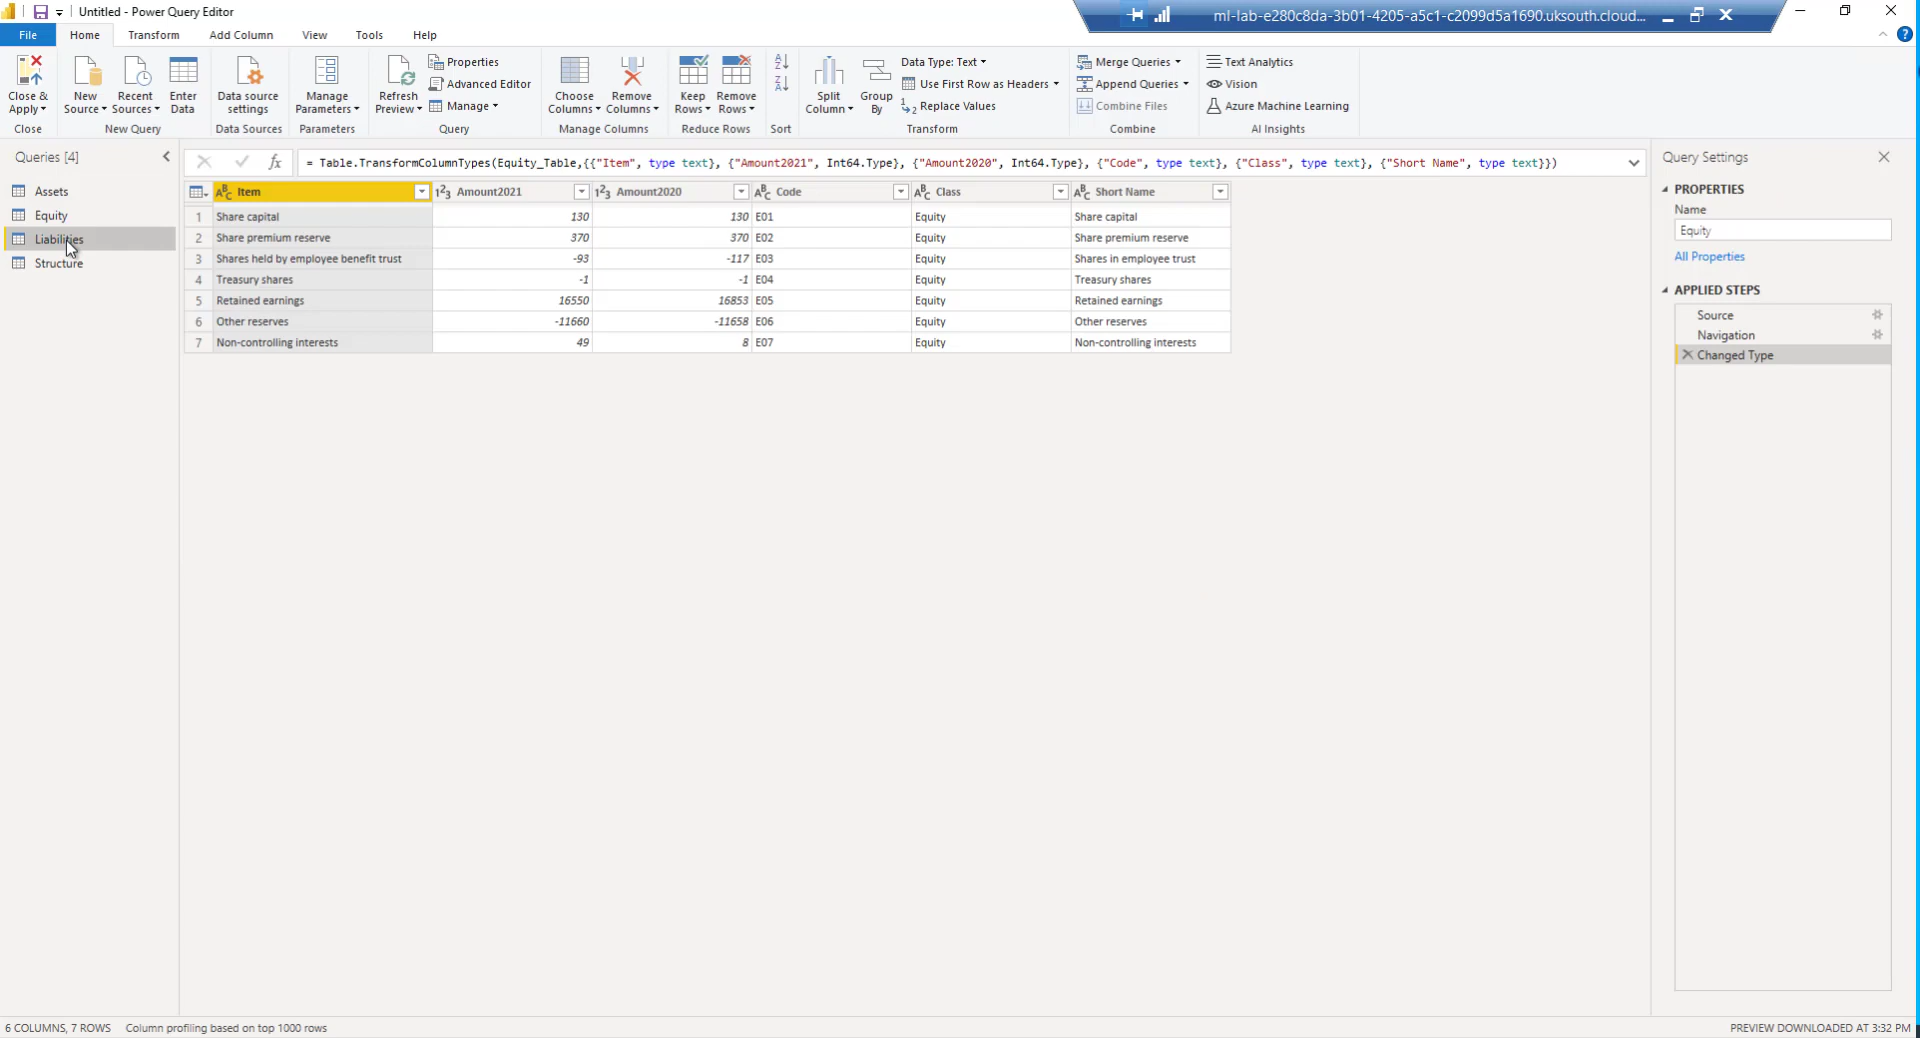 Untitled - Power Query Editor
ml-lab-e280c8da-3b01-4205-a5c1-c2099d5a1690.uksouth.cloud...
File Home Transform Add Column View Tools Help
Close & Apply
New Source
Recent Sources
Enter Data
Data source settings
Manage Parameters
Refresh Preview
Properties
Advanced Editor
Manage
Choose Columns
Remove Columns
Keep Rows
Remove Rows
Split Column
Group By
Data Type: Text
Use First Row as Headers
Replace Values
Merge Queries
Append Queries
Combine Files
Text Analytics
Vision
Azure Machine Learning
Close New Query Data Sources Parameters Query Manage Columns Reduce Rows Sort Transform Combine AI Insights
Queries [4]
Assets
Equity
Liabilities
Structure
= Table.TransformColumnTypes(Equity_Table,{{"Item", type text}, {"Amount2021", Int64.Type}, {"Amount2020", Int64.Type}, {"Code", type text}, {"Class", type text}, {"Short Name", type text}})
Item Amount2021 Amount2020 Code Class Short Name
1 Share capital 130 130 E01 Equity Share capital
2 Share premium reserve 370 370 E02 Equity Share premium reserve
3 Shares held by employee benefit trust -93 -117 E03 Equity Shares in employee trust
4 Treasury shares -1 -1 E04 Equity Treasury shares
5 Retained earnings 16550 16853 E05 Equity Retained earnings
6 Other reserves -11660 -11658 E06 Equity Other reserves
7 Non-controlling interests 49 8 E07 Equity Non-controlling interests
Query Settings
PROPERTIES
Name
Equity
All Properties
APPLIED STEPS
Source
Navigation
Changed Type
6 COLUMNS, 7 ROWS Column profiling based on top 1000 rows
PREVIEW DOWNLOADED AT 3:32 PM